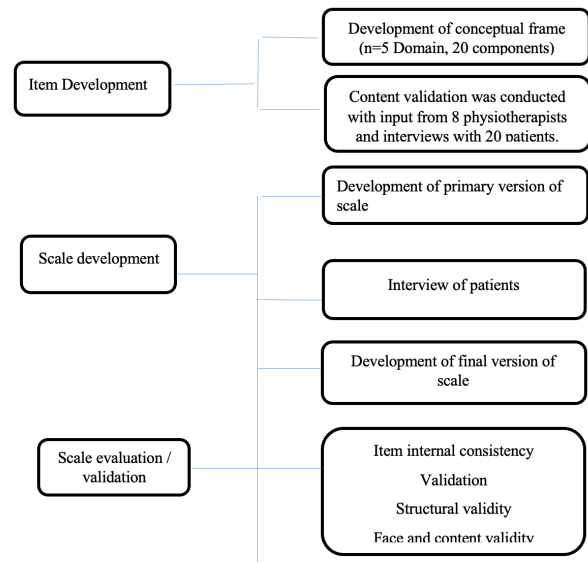 Development of conceptual frame
(n=5 Domain, 20 components)
Item Development
Content validation was conducted
with input from 8 physiotherapists
and interviews with 20 patients.
Development of primary version of
scale
Scale development
Interview of patients
Development of final version of
scale
Scale evaluation /
validation
Item internal consistency
Validation
Structural validity
Face and content validity